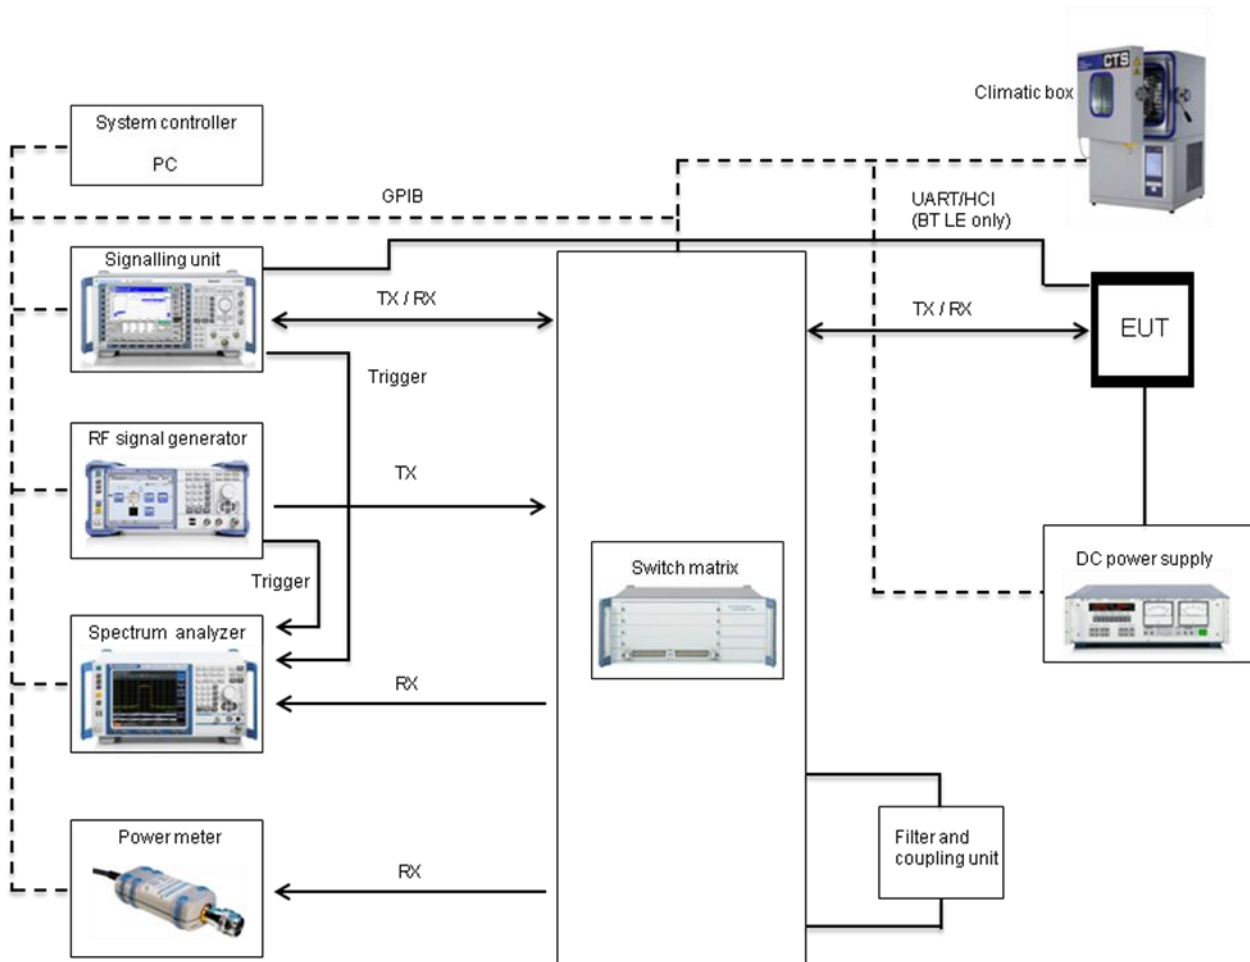 CTS
Climatic box
System controller
PC
GPIB
UART/HCI
(BT LE only)
Signalling unit
TX / RX
TX / RX
EUT
Trigger
RF signal generator
TX
Trigger
Switch matrix
DC power supply
Spectrum analyzer
RX
Power meter
Filter and
coupling unit
RX